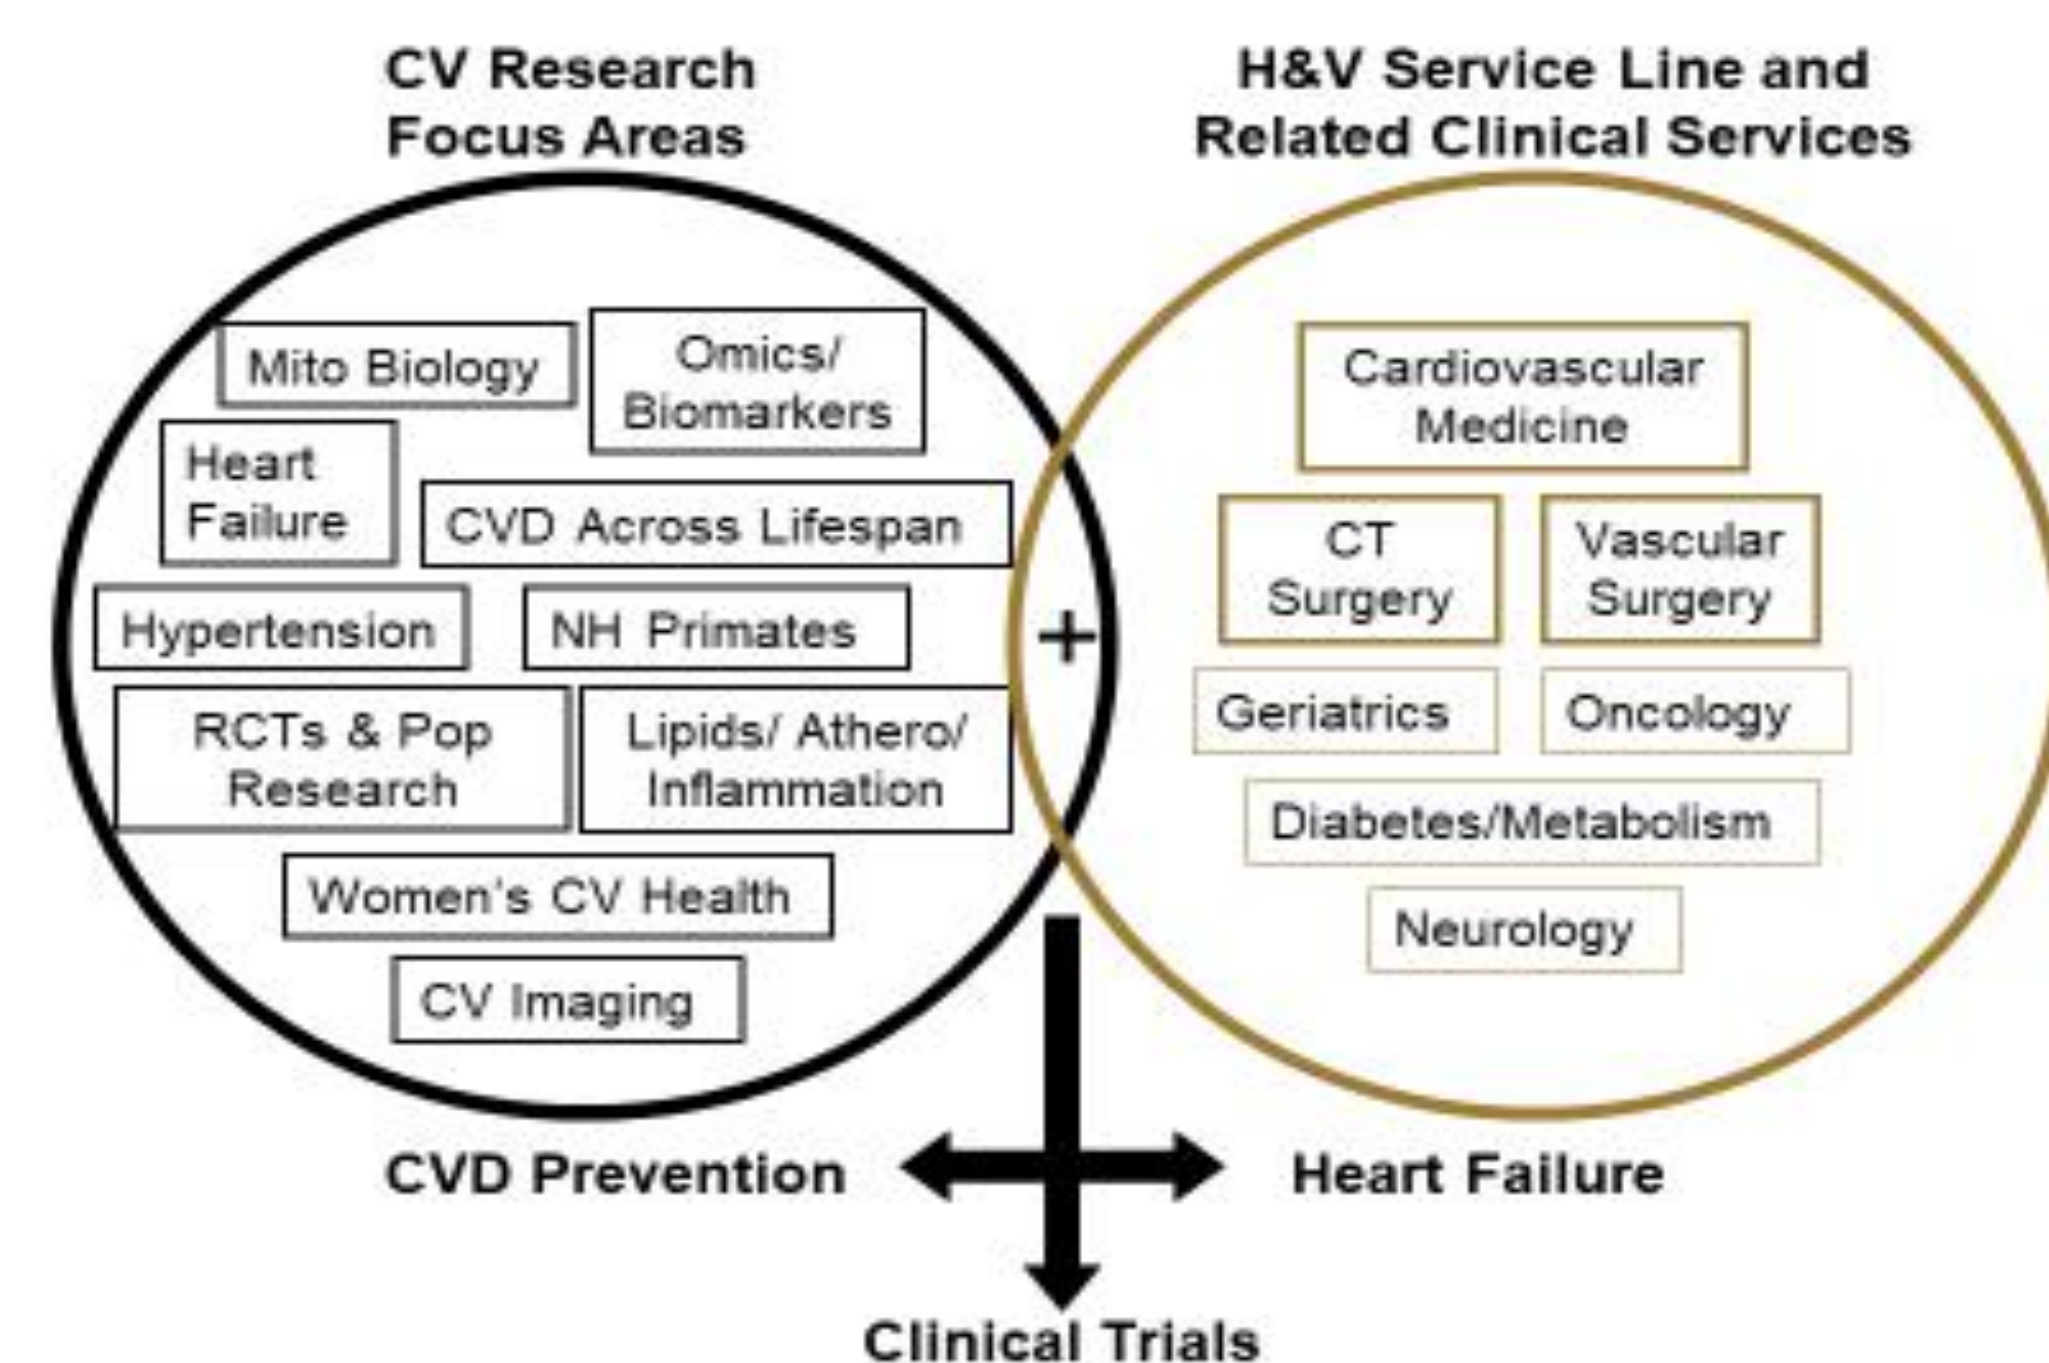 CV Research
Focus Areas
H&V Service Line and
Related Clinical Services
Mito Biology
Omics/
Biomarkers
Heart
Failure
CVD Across Lifespan
Hypertension
NH Primates
RCTs & Pop
Research
Lipids/ Athero/
Inflammation
Women's CV Health
CV Imaging
+
Cardiovascular
Medicine
CT
Surgery
Vascular
Surgery
Geriatrics
Oncology
Diabetes/Metabolism
Neurology
CVD Prevention
Heart Failure
Clinical Trials